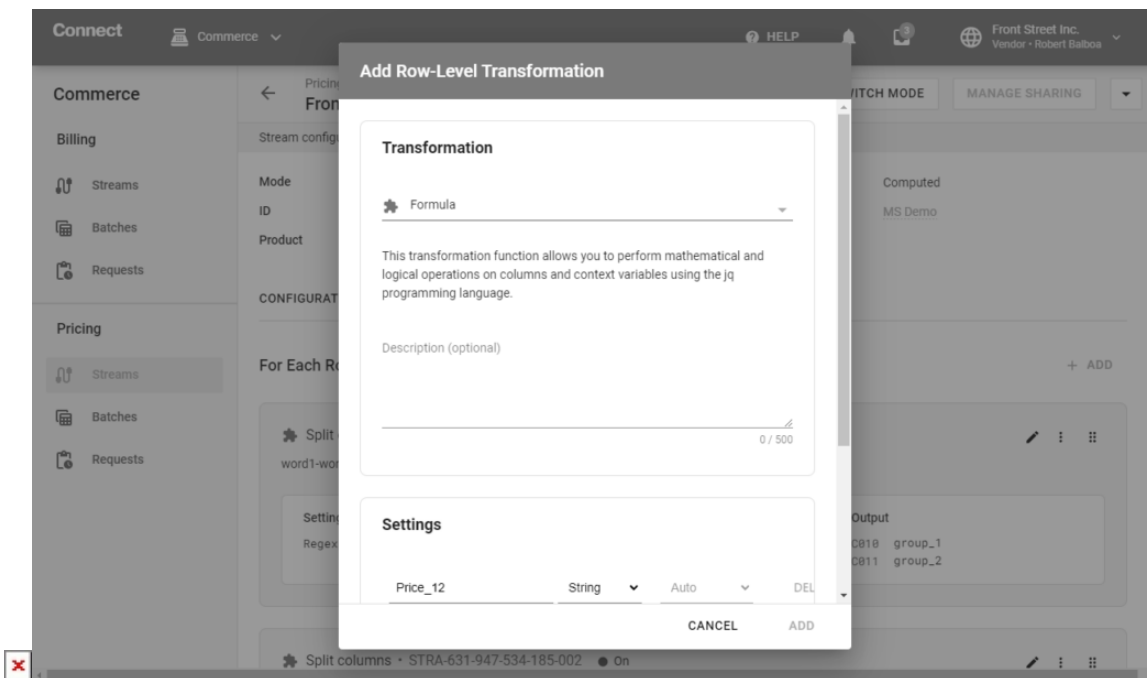 Connect
Commerce
HELP
3
Front Street Inc.
Vendor • Robert Balboa
Commerce
Billing
Streams
Batches
Requests
Pricing
Streams
Batches
Requests
Pricing
Fron
MANAGE SHARING
Stream config
Mode
ID
Product
Computed
MS Demo
CONFIGURAT
For Each Ro
+ ADD
Split
word1-wor
Setting
Regex
Output
C010 group_1
C011 group_2
Split columns • STRA-631-947-534-185-002 ● On
Add Row-Level Transformation
ITCH MODE
Transformation
Formula
This transformation function allows you to perform mathematical and
logical operations on columns and context variables using the jq
programming language.
Description (optional)
0 / 500
Settings
Price_12 String Auto DEL
CANCEL ADD